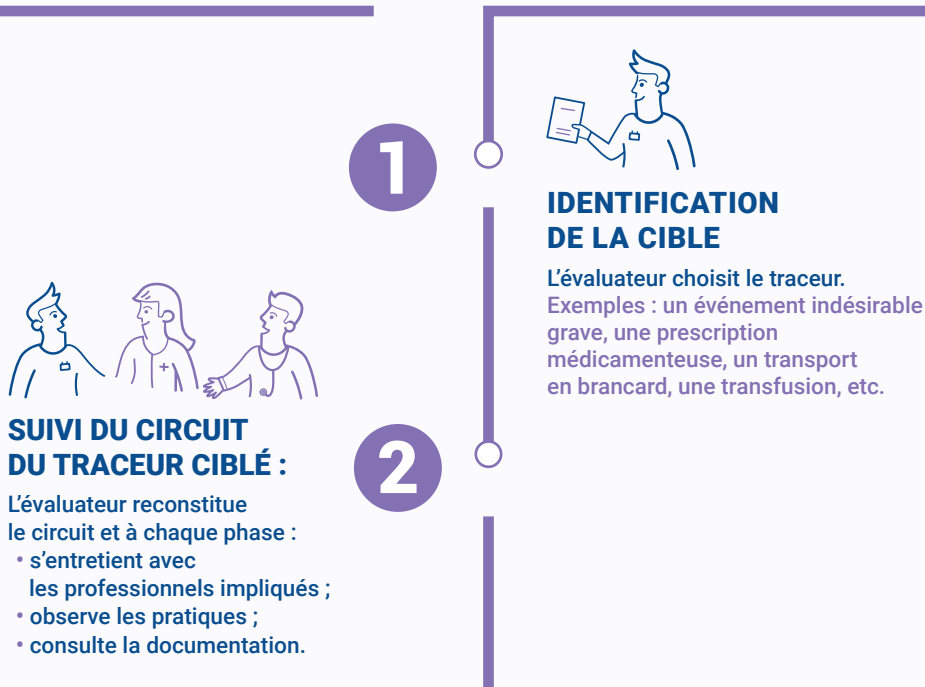 1
IDENTIFICATION
DE LA CIBLE
L’évaluateur choisit le traceur.
Exemples : un événement indésirable
grave, une prescription
médicamenteuse, un transport
en brancard, une transfusion, etc.
2
SUIVI DU CIRCUIT
DU TRACEUR CIBLÉ :
L’évaluateur reconstitue
le circuit et à chaque phase :
• s’entretient avec
les professionnels impliqués ;
• observe les pratiques ;
• consulte la documentation.